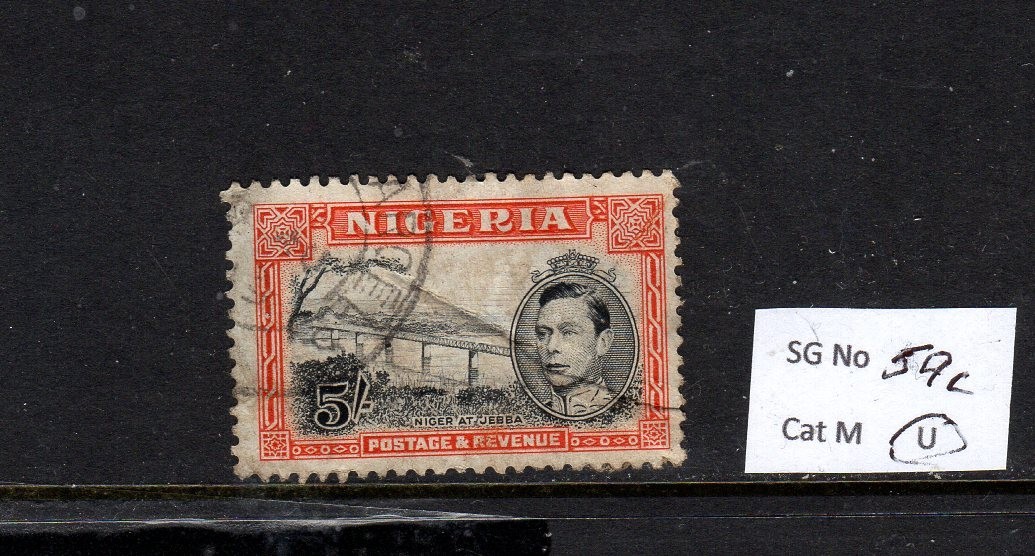 NIGERIA
5/-
NIGER AT JEBBA
POSTAGE & REVENUE
SG No 59c
Cat M U